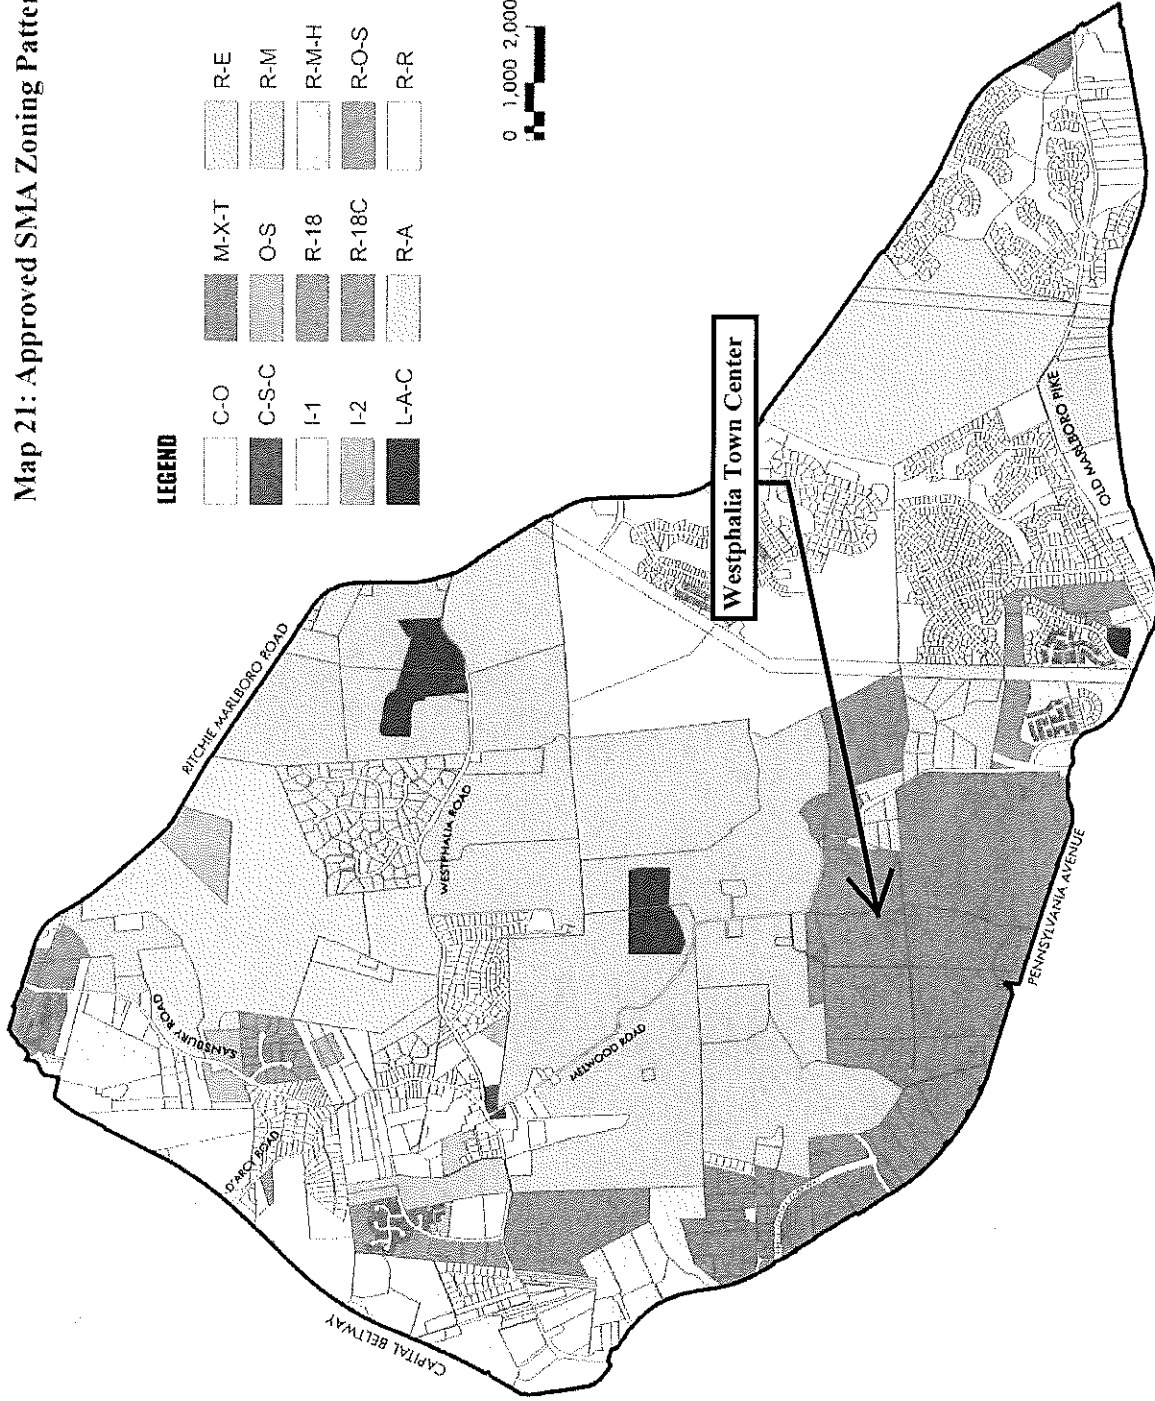 Map 21: Approved SMA Zoning Patter
LEGEND
C-O
C-S-C
I-1
I-2
L-A-C
M-X-T
O-S
R-18
R-18C
R-A
R-E
R-M
R-M-H
R-O-S
R-R
0 1,000 2,000
RITCHIE MARLBORO ROAD
SANSBURY ROAD
D'ARCY ROAD
WESTPHALIA ROAD
MELWOOD ROAD
CAPITAL BELTWAY
Westphalia Town Center
OLD MARLBORO PIKE
PENNSYLVANIA AVENUE